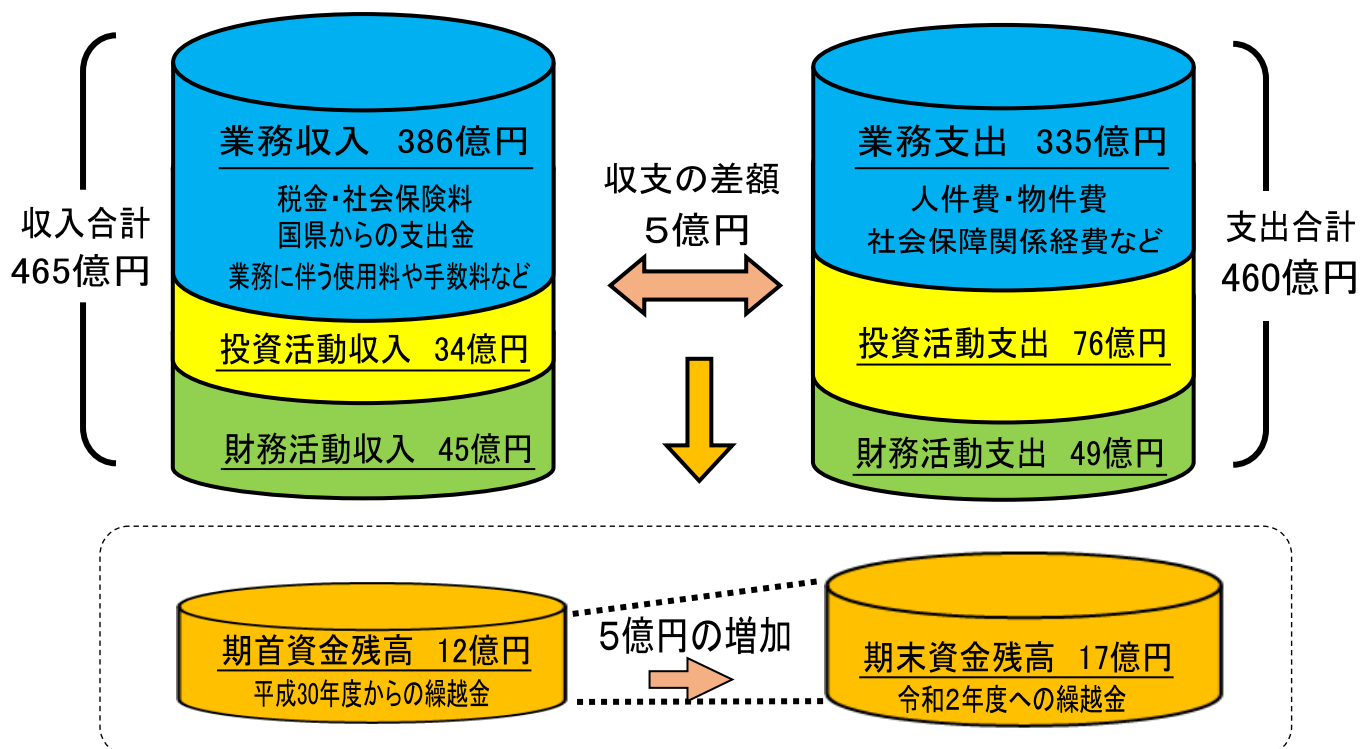 収入合計
465億円
業務収入 386億円
税金・社会保険料
国県からの支出金
業務に伴う使用料や手数料など
投資活動収入 34億円
財務活動収入 45億円
収支の差額
5億円
業務支出 335億円
人件費・物件費
社会保障関係経費など
投資活動支出 76億円
財務活動支出 49億円
支出合計
460億円
期首資金残高 12億円
平成30年度からの繰越金
5億円の増加
期末資金残高 17億円
令和2年度への繰越金